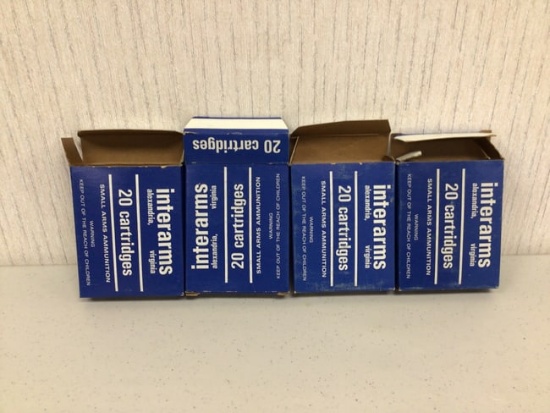 interarms
alexandria, virginia
20 cartridges
SMALL ARMS AMMUNITION
WARNING
KEEP OUT OF THE REACH OF CHILDREN
20 cartridges
interarms
alexandria, virginia
20 cartridges
SMALL ARMS AMMUNITION
WARNING
KEEP OUT OF THE REACH OF CHILDREN
interarms
alexandria, virginia
20 cartridges
SMALL ARMS AMMUNITION
WARNING
KEEP OUT OF THE REACH OF CHILDREN
interarms
alexandria, virginia
20 cartridges
SMALL ARMS AMMUNITION
WARNING
KEEP OUT OF THE REACH OF CHILDREN